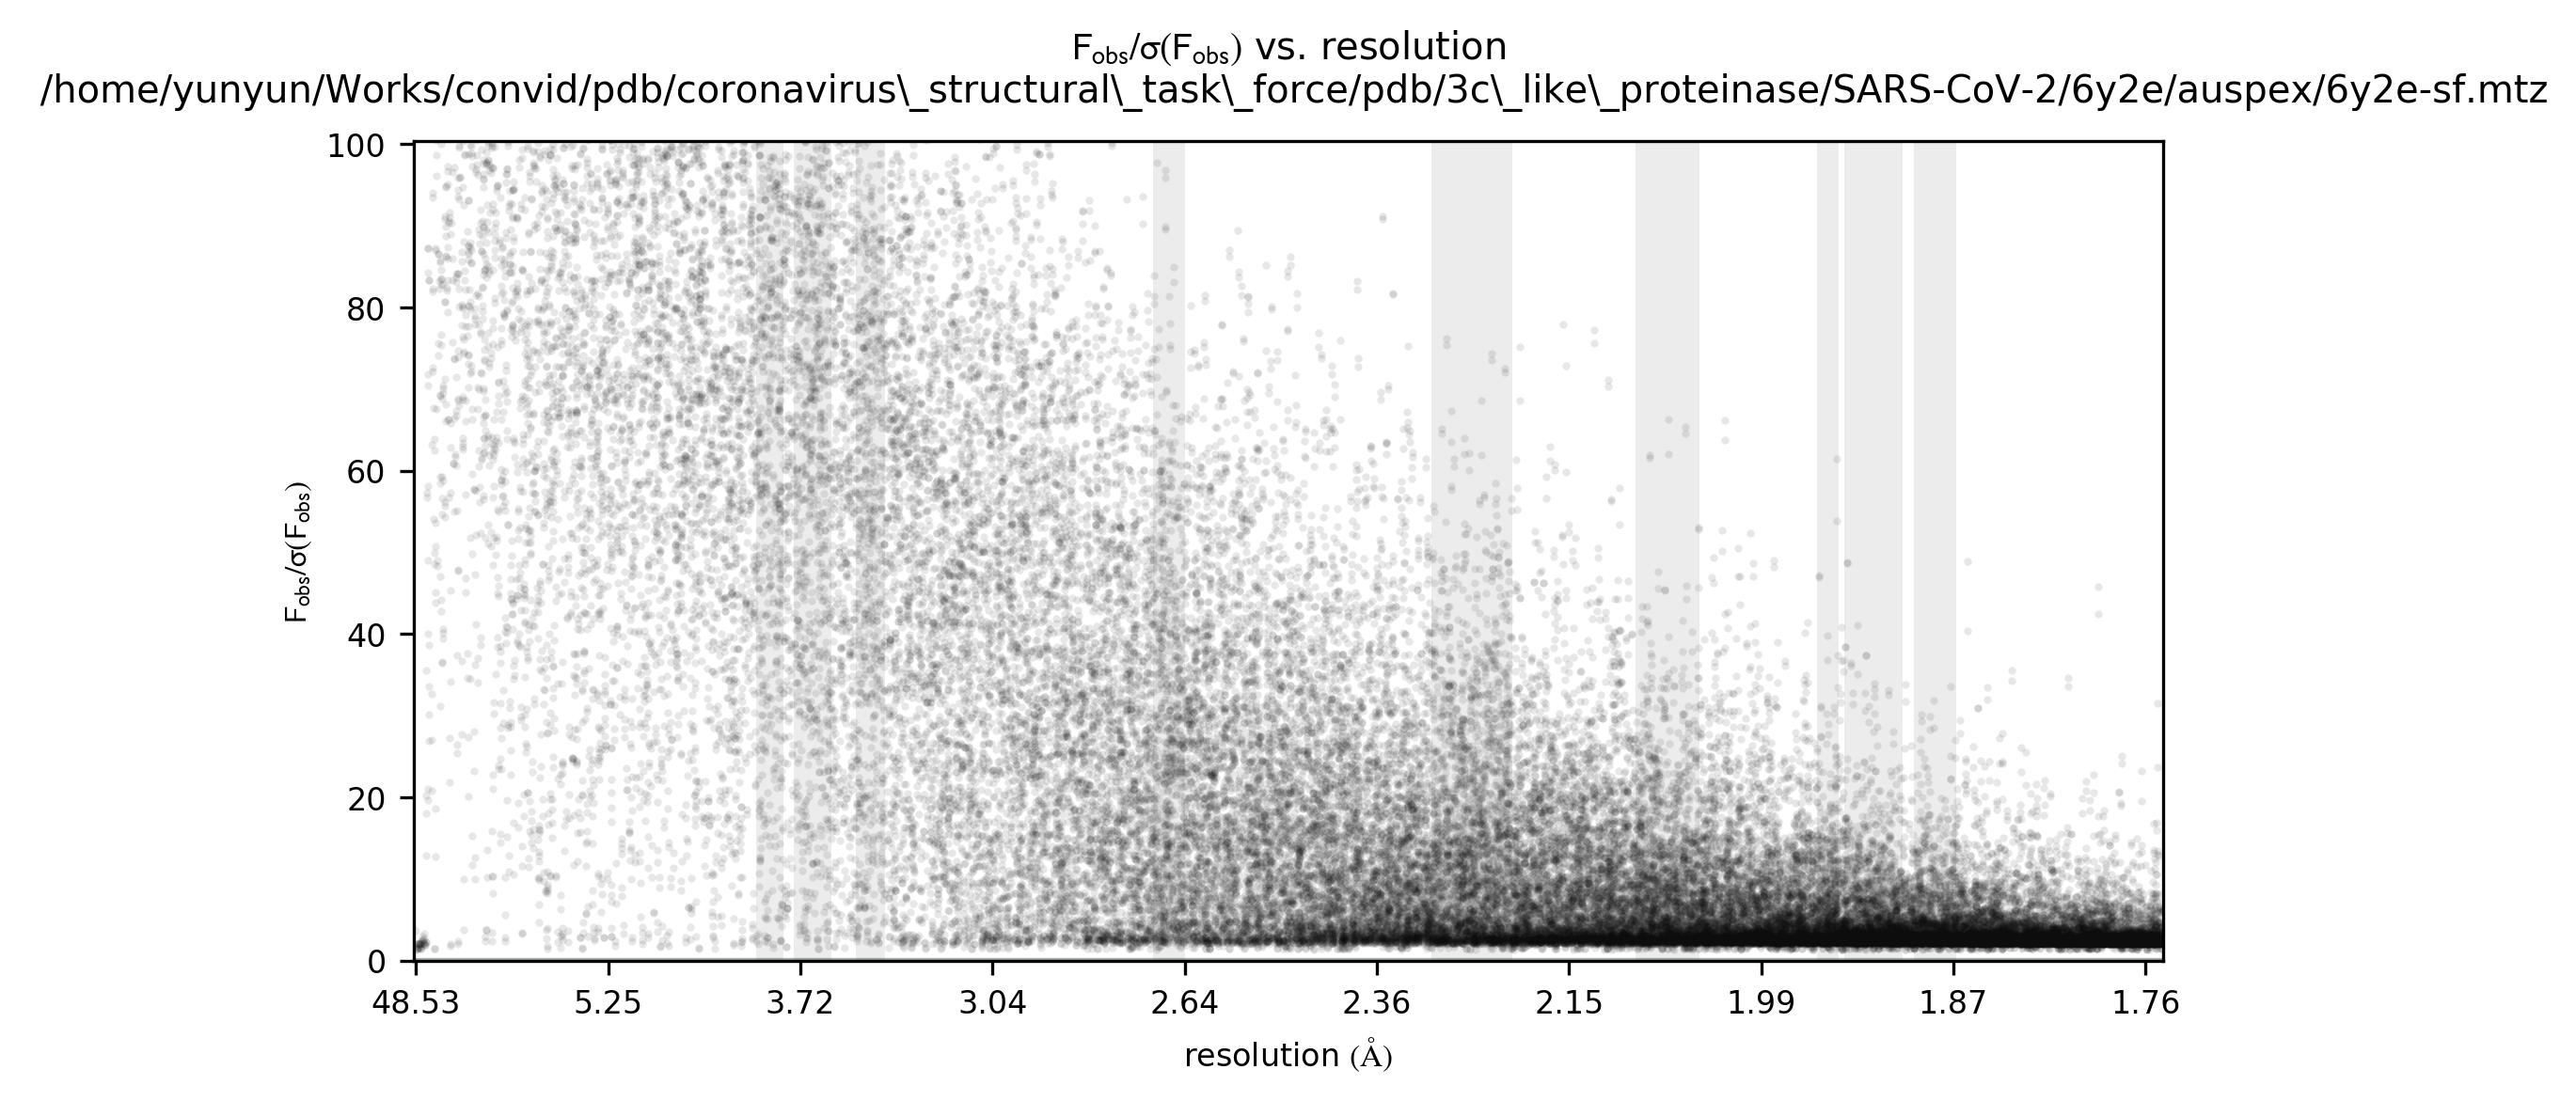 Fobs/σ(Fobs) vs. resolution
/home/yunyun/Works/convid/pdb/coronavirus\_structural\_task\_force/pdb/3c\_like\_proteinase/SARS-CoV-2/6y2e/auspex/6y2e-sf.mtz
100
80
60
40
20
0
Fobs/σ(Fobs)
48.53 5.25 3.72 3.04 2.64 2.36 2.15 1.99 1.87 1.76
resolution (Å)